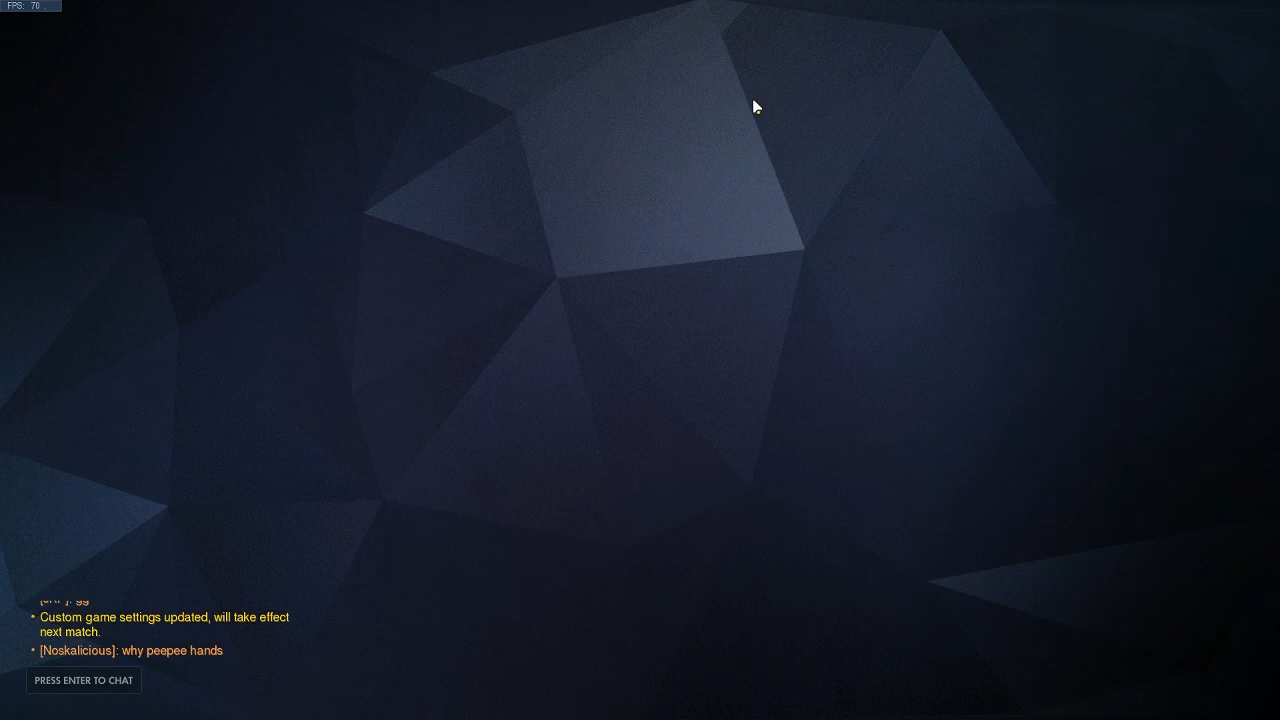 FPS: 70
gg
Custom game settings updated, will take effect
next match.
[Noskalicious]: why peepee hands
PRESS ENTER TO CHAT